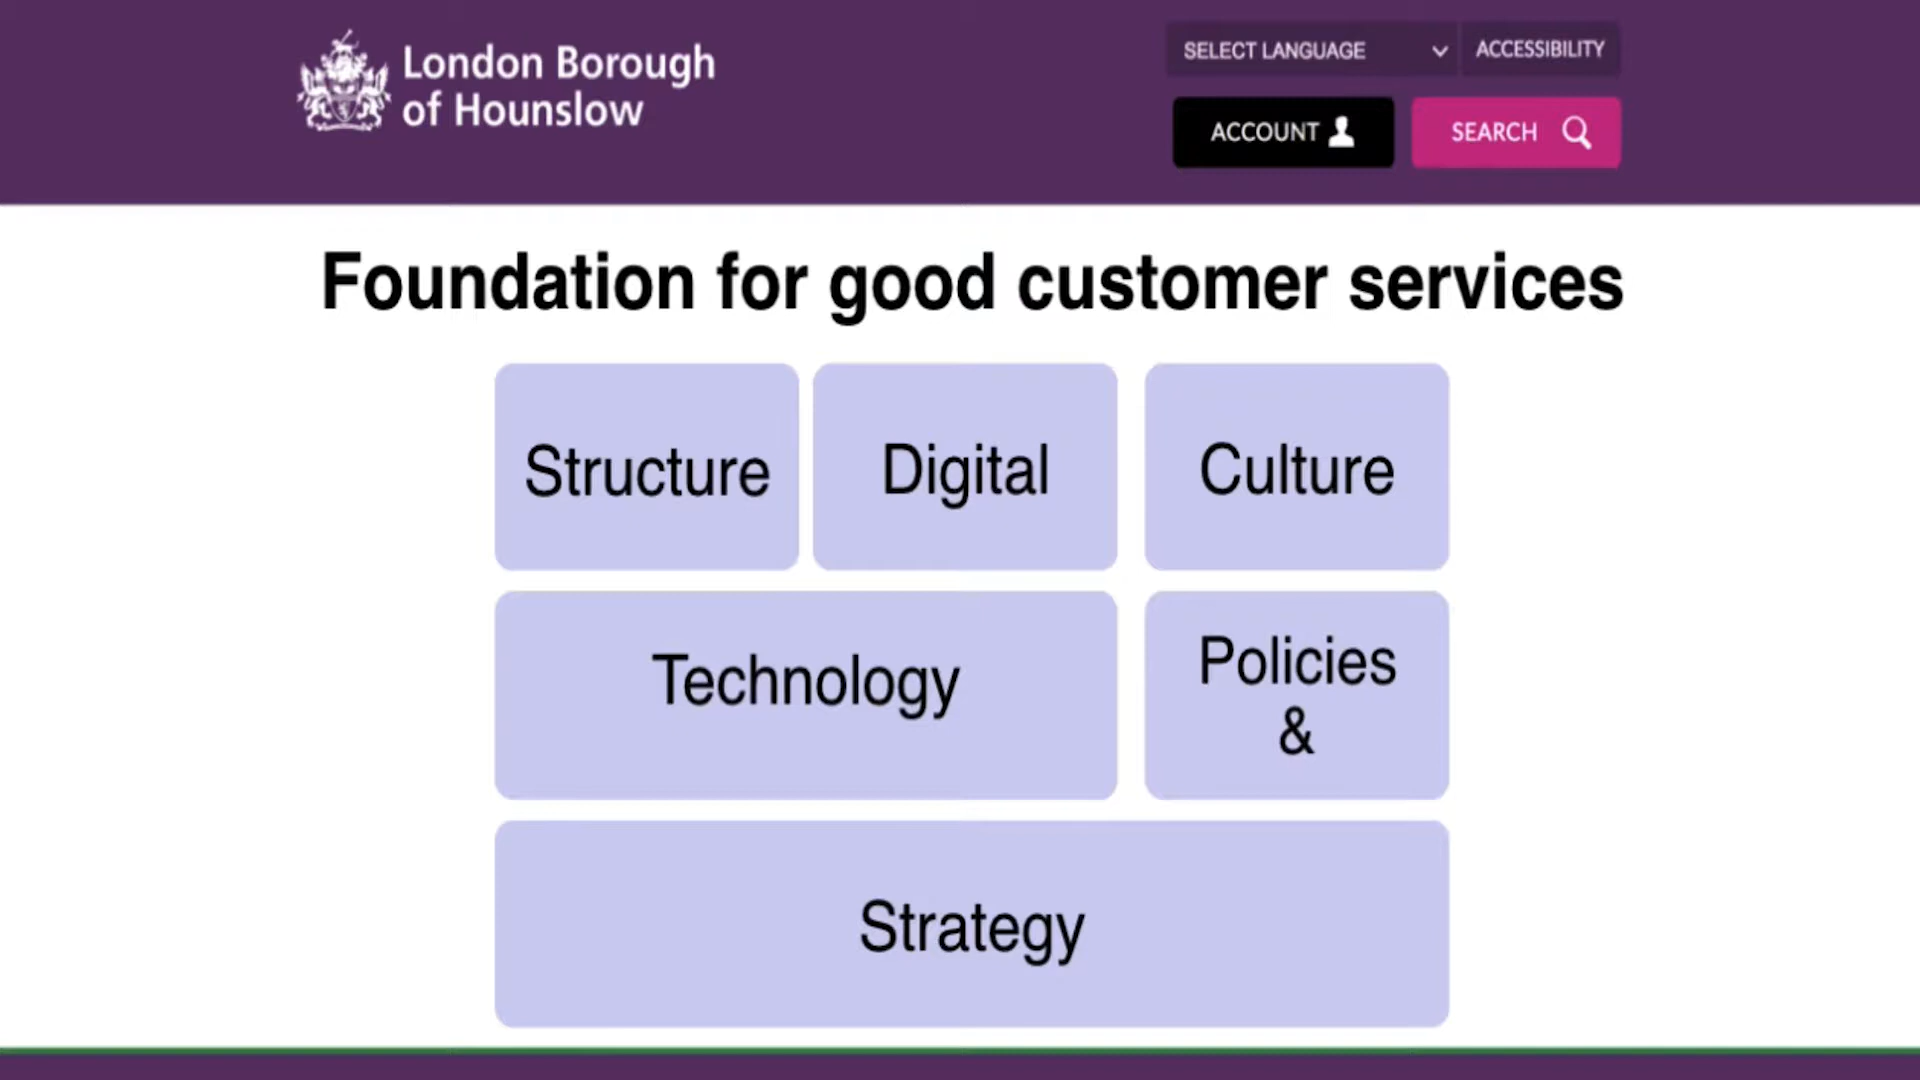 London Borough
of Hounslow
SELECT LANGUAGE
ACCESSIBILITY
ACCOUNT
SEARCH
Foundation for good customer services
Structure
Digital
Culture
Technology
Policies
&
Strategy